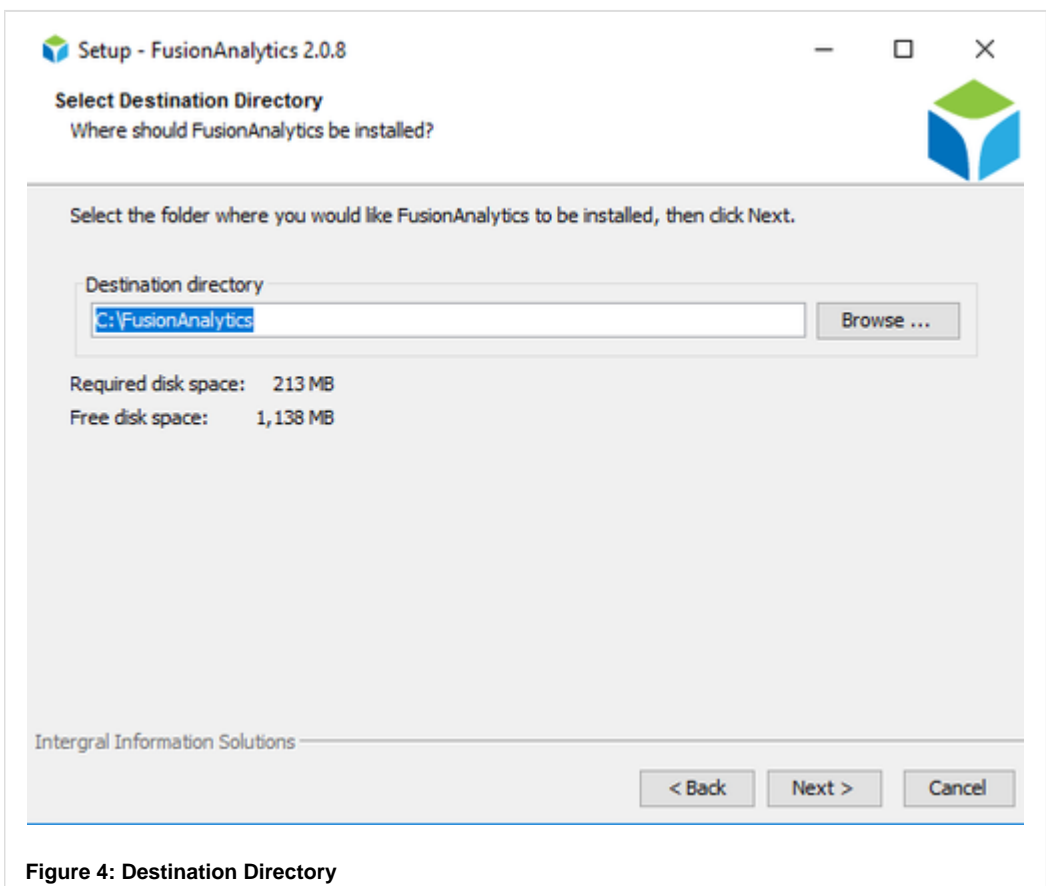 Setup - FusionAnalytics 2.0.8
Select Destination Directory
Where should FusionAnalytics be installed?
Select the folder where you would like FusionAnalytics to be installed, then click Next.
Destination directory
C:\FusionAnalytics
Browse ...
Required disk space: 213 MB
Free disk space: 1,138 MB
Intergral Information Solutions
< Back Next > Cancel
Figure 4: Destination Directory